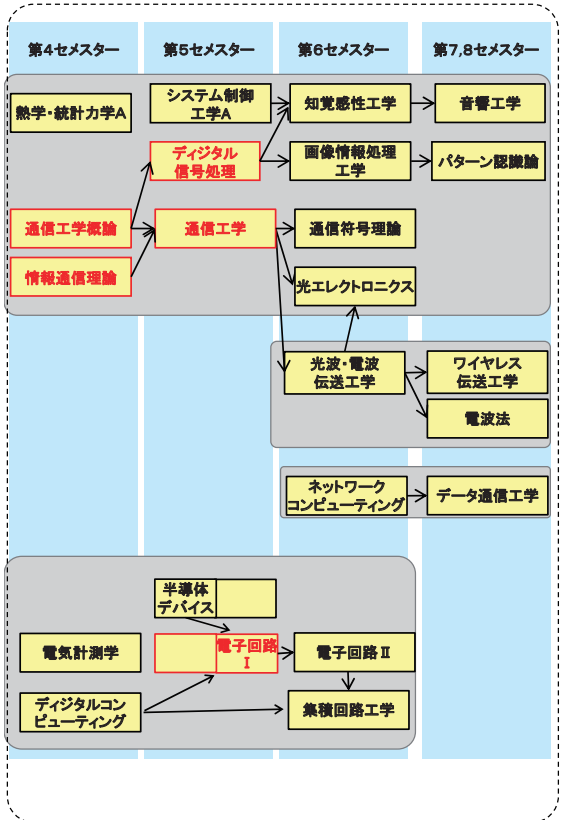 第4セメスター
第5セメスター
第6セメスター
第7,8セメスター
熱学・統計力学A
システム制御
工学A
知覚感性工学
音響工学
ディジタル
信号処理
画像情報処理
工学
パターン認識論
通信工学概論
通信工学
通信符号理論
情報通信理論
光エレクトロニクス
光波・電波
伝送工学
ワイヤレス
伝送工学
電波法
ネットワーク
コンピューティング
データ通信工学
半導体
デバイス
電気計測学
電子回路
I
電子回路Ⅱ
ディジタルコン
ピューティング
集積回路工学